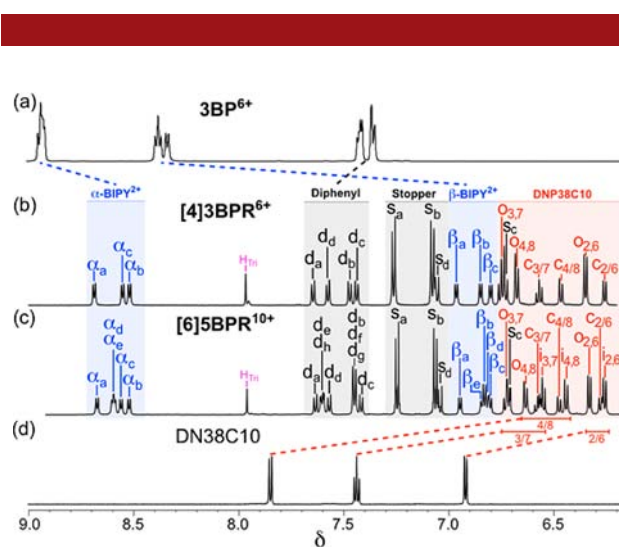 (a) 3BP6+
α-BIPY2+ Diphenyl Stopper β-BIPY2+ DNP38C10
(b) [4]3BPR6+
αa αc αb HTri da dd db dc Sa Sb Sd βa βb βc O3,7 Sc O4,8 C3/7 C4/8 O2,6 C2/6
(c) [6]5BPR10+
αa αd αe αc αb HTri da de dh dd db df dg dc Sa Sb Sd βa βe βb βd βc O3,7 Sc O4,8 C3/7 i3,7 C4/8 i4,8 C2/6 O2,6 i2,6
(d) DN38C10
4/8
3/7 2/6
9.0 8.5 8.0 7.5 7.0 6.5
δ